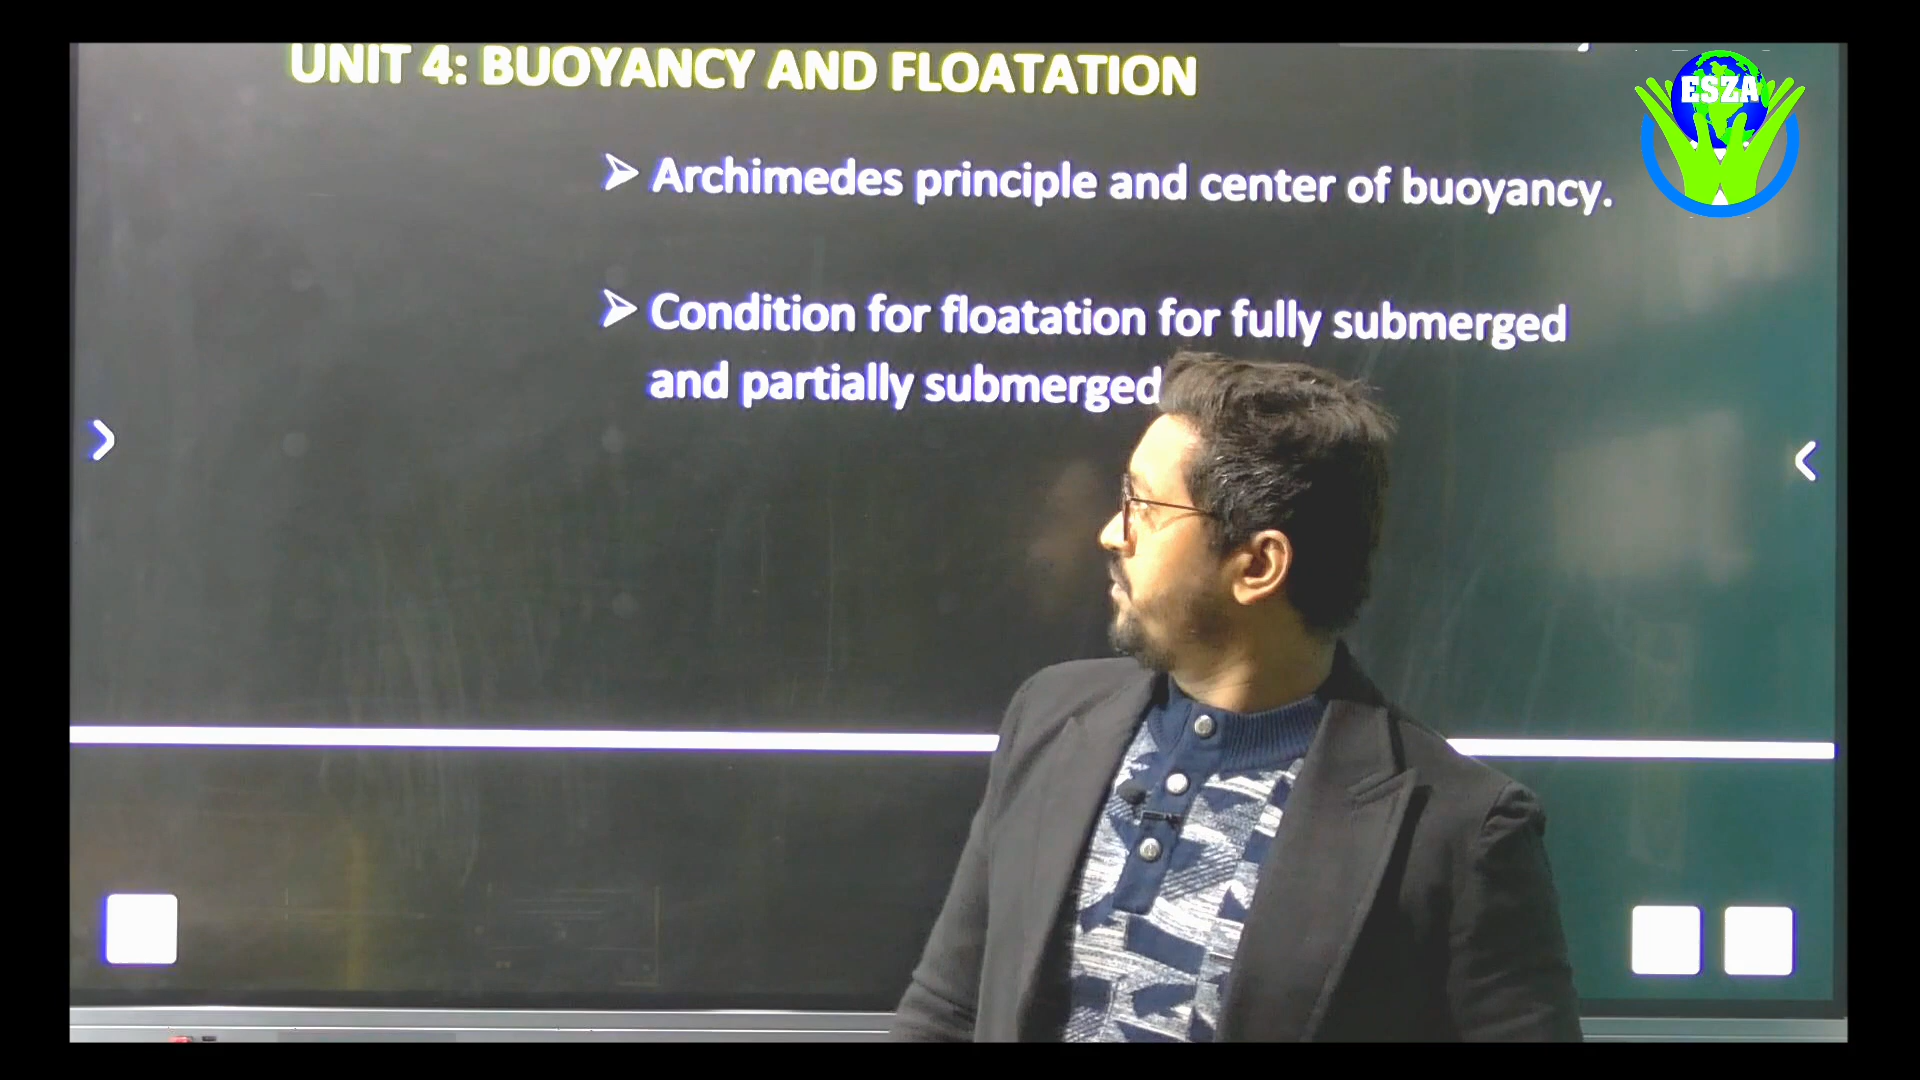 UNIT 4: BUOYANCY AND FLOATATION
ESZA
➢ Archimedes principle and center of buoyancy.
➢ Condition for floatation for fully submerged
and partially submerged